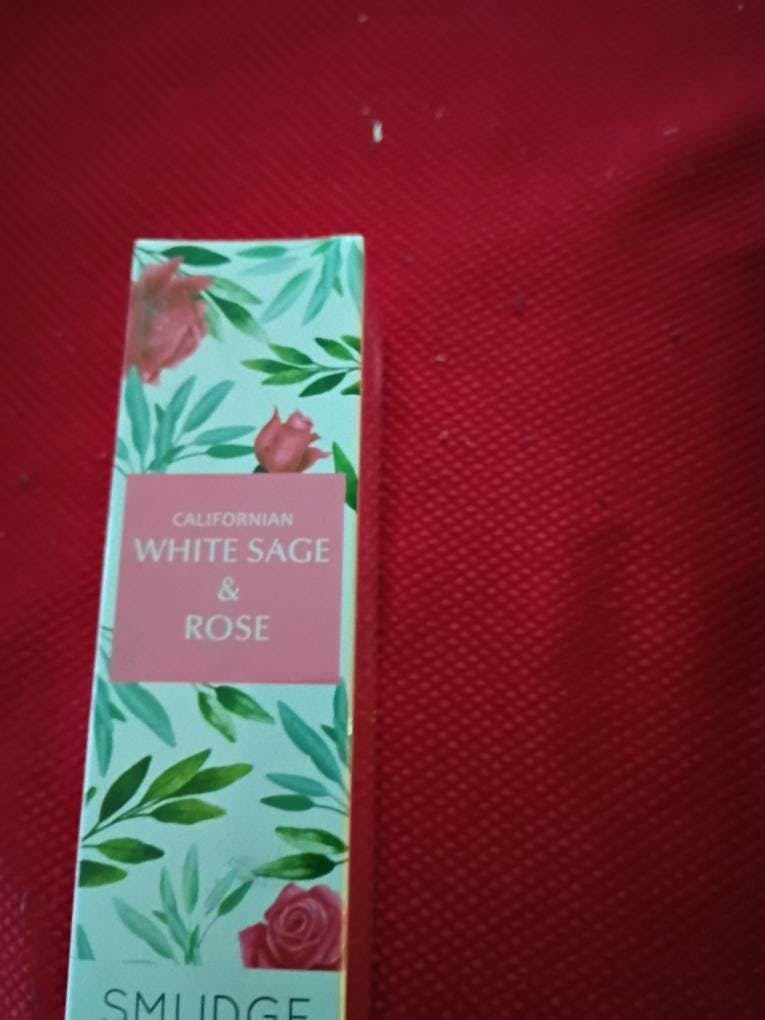 CALIFORNIAN
WHITE SAGE
&
ROSE
SMUDGE